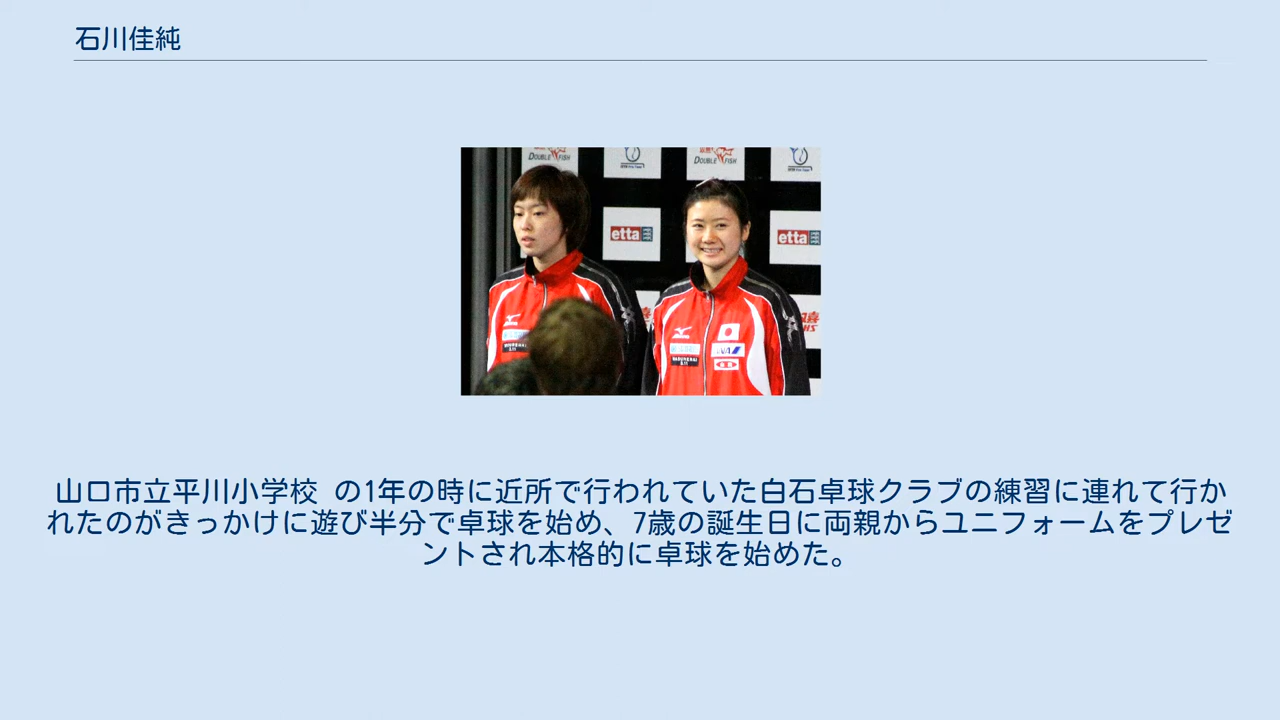 石川佳純
DOUBLE FISH
DOUBLE FISH
etta
etta
ANA
山口市立平川小学校 の1年の時に近所で行われていた白石卓球クラブの練習に連れて行か
れたのがきっかけに遊び半分で卓球を始め、7歳の誕生日に両親からユニフォームをプレゼ
ントされ本格的に卓球を始めた。